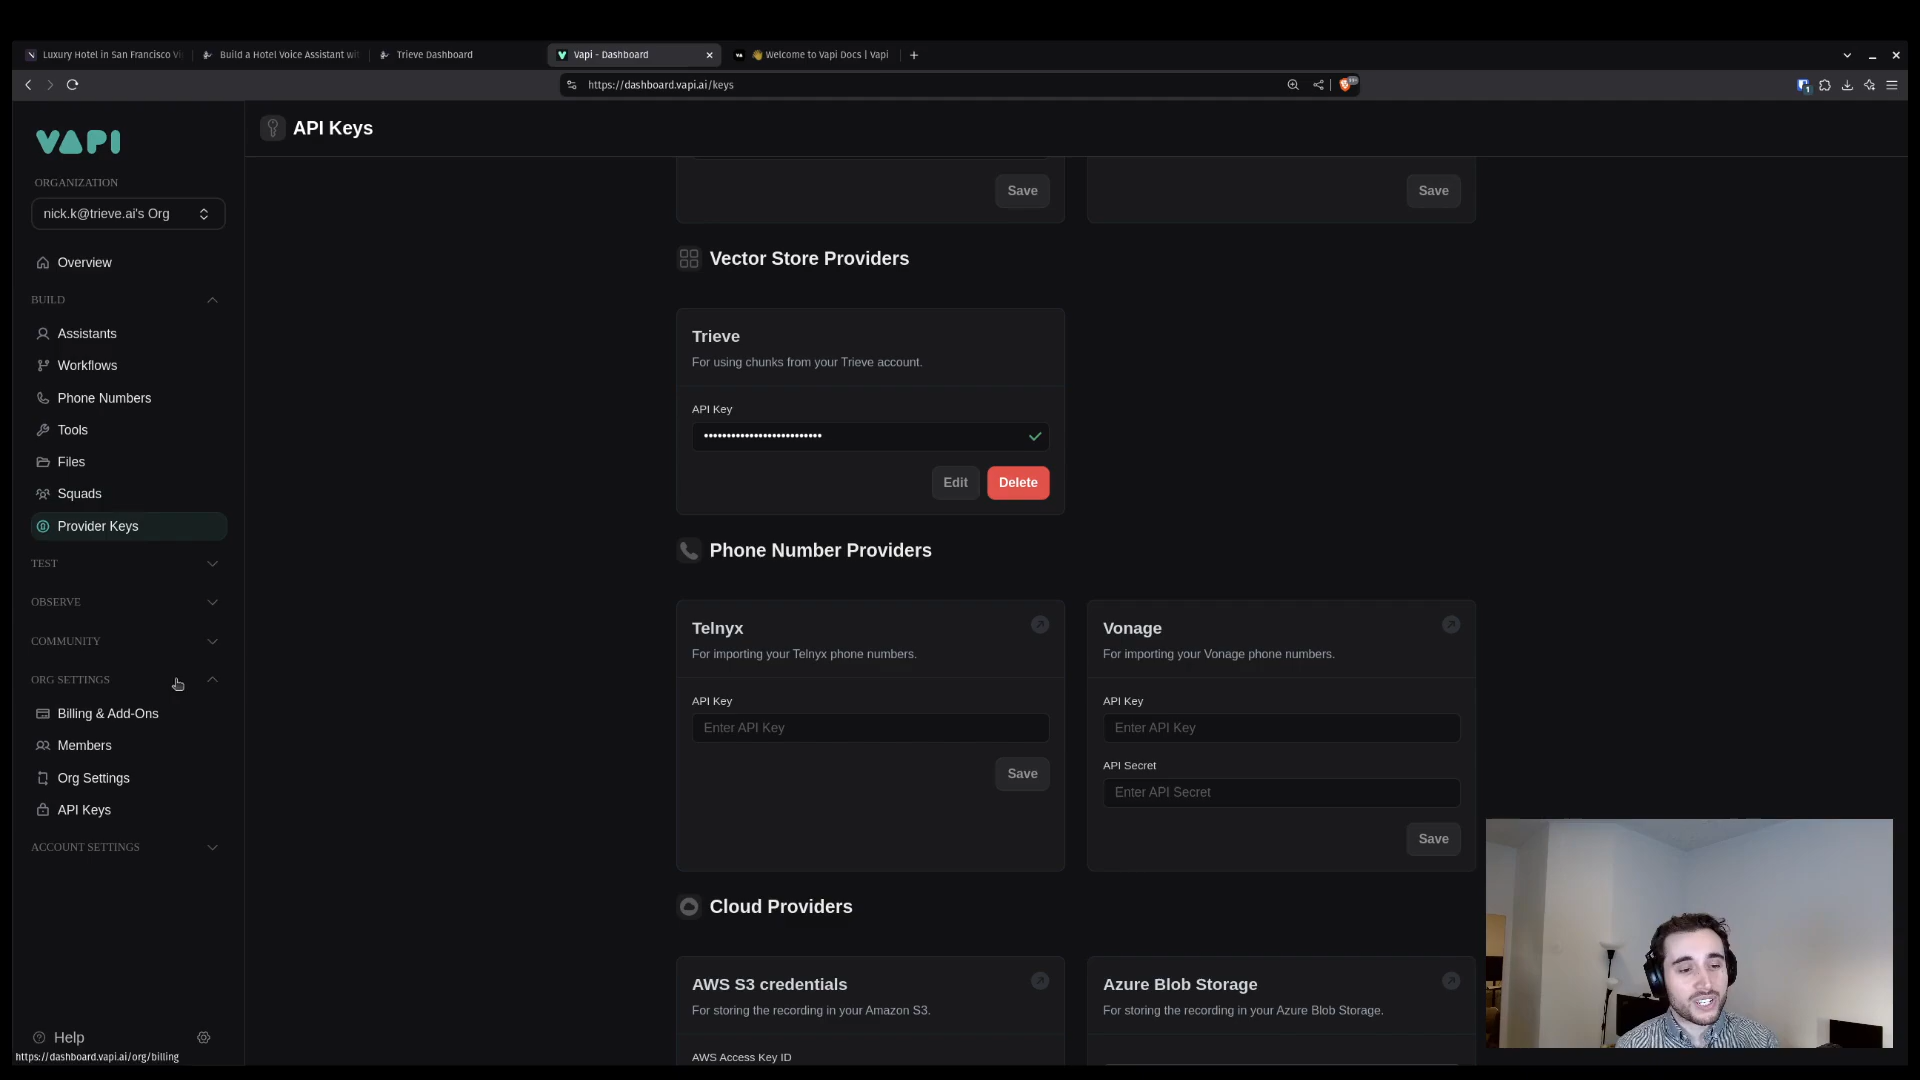 Luxury Hotel in San Francisco Vi
Build a Hotel Voice Assistant wit
Trieve Dashboard
Vapi - Dashboard
👋 Welcome to Vapi Docs | Vapi
https://dashboard.vapi.ai/keys
VAPI
API Keys
ORGANIZATION
nick.k@trieve.ai's Org
Overview
BUILD
Assistants
Workflows
Phone Numbers
Tools
Files
Squads
Provider Keys
TEST
OBSERVE
COMMUNITY
ORG SETTINGS
Billing & Add-Ons
Members
Org Settings
API Keys
ACCOUNT SETTINGS
Help
https://dashboard.vapi.ai/org/billing
Save
Save
Vector Store Providers
Trieve
For using chunks from your Trieve account.
API Key
••••••••••••••••••••••••••
Edit
Delete
Phone Number Providers
Telnyx
For importing your Telnyx phone numbers.
API Key
Enter API Key
Save
Vonage
For importing your Vonage phone numbers.
API Key
Enter API Key
API Secret
Enter API Secret
Save
Cloud Providers
AWS S3 credentials
For storing the recording in your Amazon S3.
AWS Access Key ID
Azure Blob Storage
For storing the recording in your Azure Blob Storage.